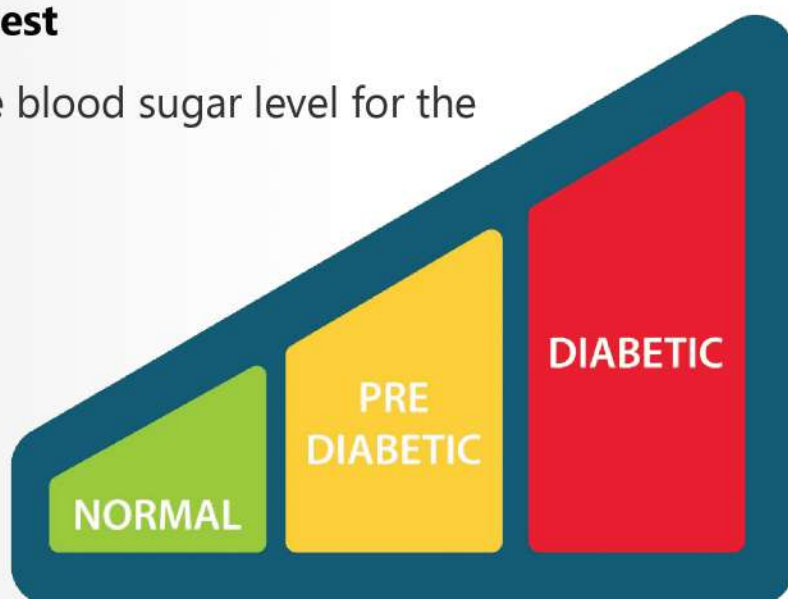 est
e blood sugar level for the
DIABETIC
PRE
DIABETIC
NORMAL